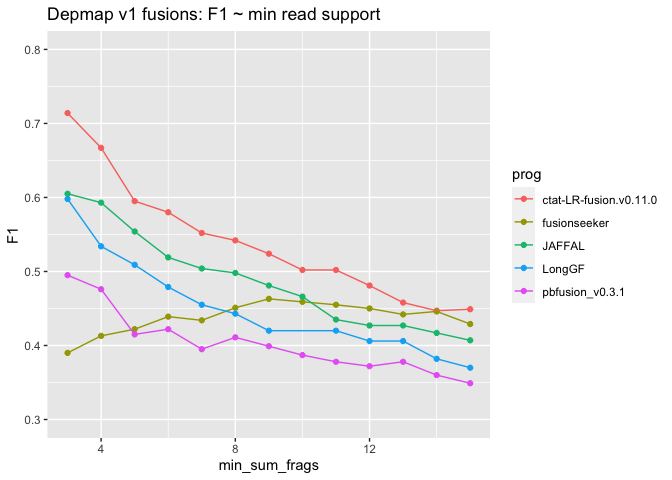 Depmap v1 fusions: F1 ~ min read support
0.8
0.7
0.6
0.5
0.4
0.3
F1
4
8
12
min_sum_frags
prog
ctat-LR-fusion.v0.11.0
fusionseeker
JAFFAL
LongGF
pbfusion_v0.3.1